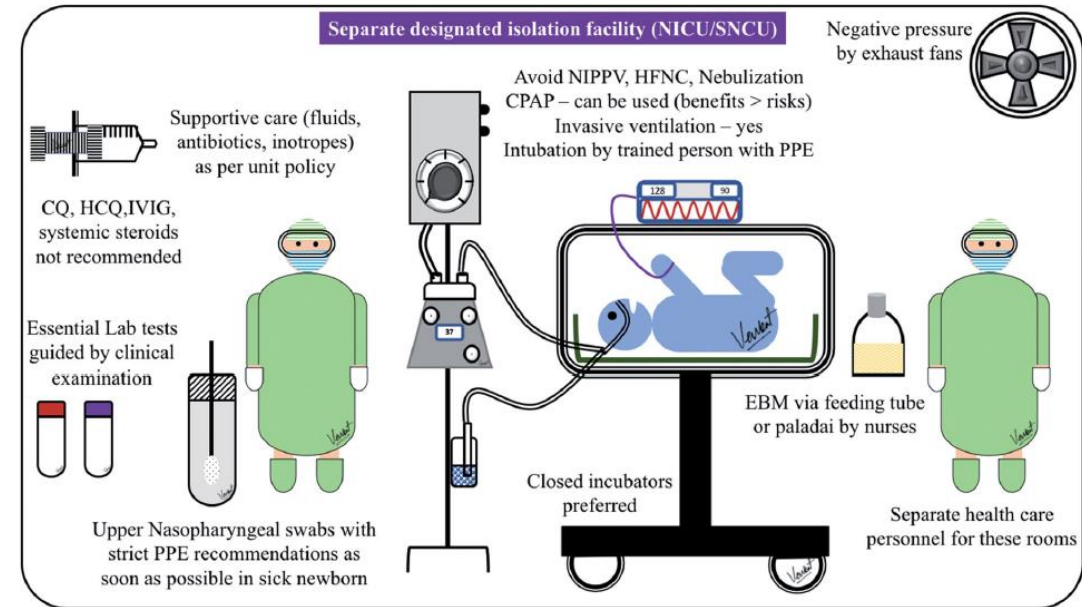 Separate designated isolation facility (NICU/SNCU)
Negative pressure
by exhaust fans
Supportive care (fluids,
antibiotics, inotropes)
as per unit policy
Avoid NIPPV, HFNC, Nebulization
CPAP – can be used (benefits > risks)
Invasive ventilation – yes
Intubation by trained person with PPE
128
90
CQ, HCQ,IVIG,
systemic steroids
not recommended
Essential Lab tests
guided by clinical
examination
37
Venkat
EBM via feeding tube
or paladai by nurses
Venkat
Venkat
Closed incubators
preferred
Upper Nasopharyngeal swabs with
strict PPE recommendations as
soon as possible in sick newborn
Separate health care
personnel for these rooms